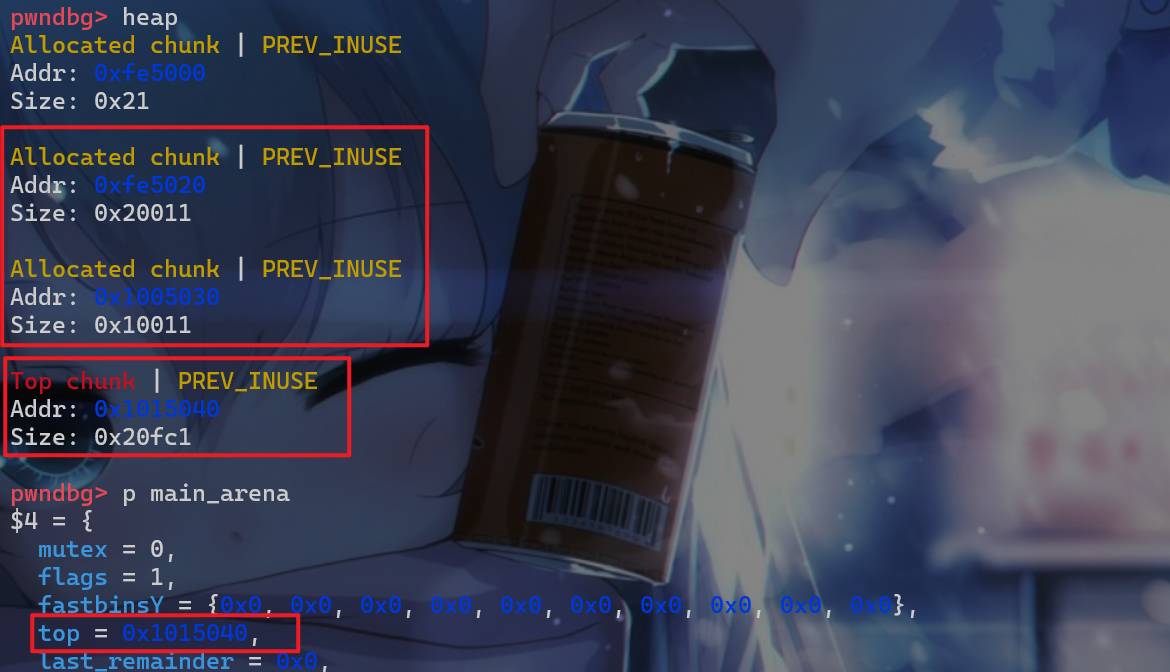 pwndbg> heap
Allocated chunk | PREV_INUSE
Addr: 0xfe5000
Size: 0x21
Allocated chunk | PREV_INUSE
Addr: 0xfe5020
Size: 0x20011
Allocated chunk | PREV_INUSE
Addr: 0x1005030
Size: 0x10011
Top chunk | PREV_INUSE
Addr: 0x1015040
Size: 0x20fc1
pwndbg> p main_arena
$4 = {
mutex = 0,
flags = 1,
fastbinsY = {0x0, 0x0, 0x0, 0x0, 0x0, 0x0, 0x0, 0x0, 0x0, 0x0},
top = 0x1015040,
last_remainder = 0x0,